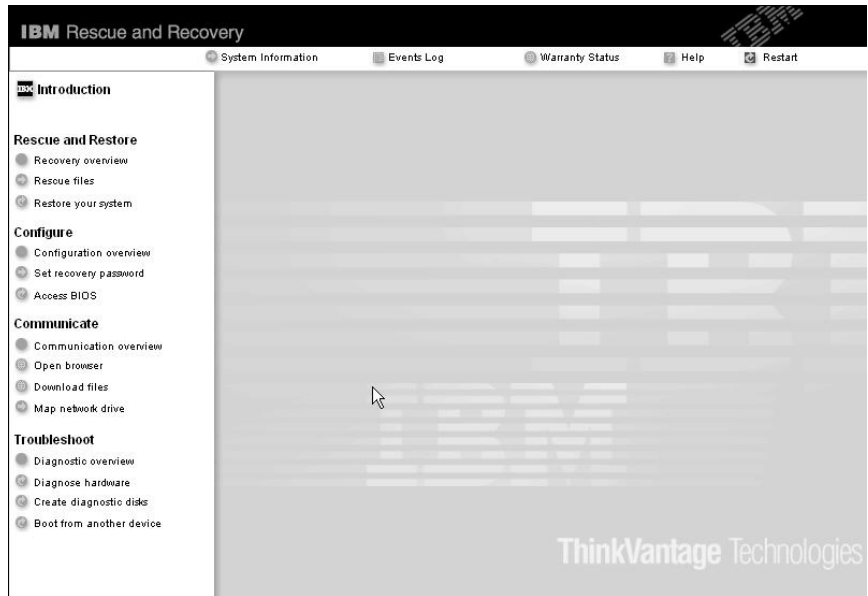 IBM Rescue and Recovery
IBM
System Information
Events Log
Warranty Status
Help
Restart
Introduction
Rescue and Restore
Recovery overview
Rescue files
Restore your system
Configure
Configuration overview
Set recovery password
Access BIOS
Communicate
Communication overview
Open browser
Download files
Map network drive
Troubleshoot
Diagnostic overview
Diagnose hardware
Create diagnostic disks
Boot from another device
IBM
ThinkVantage Technologies